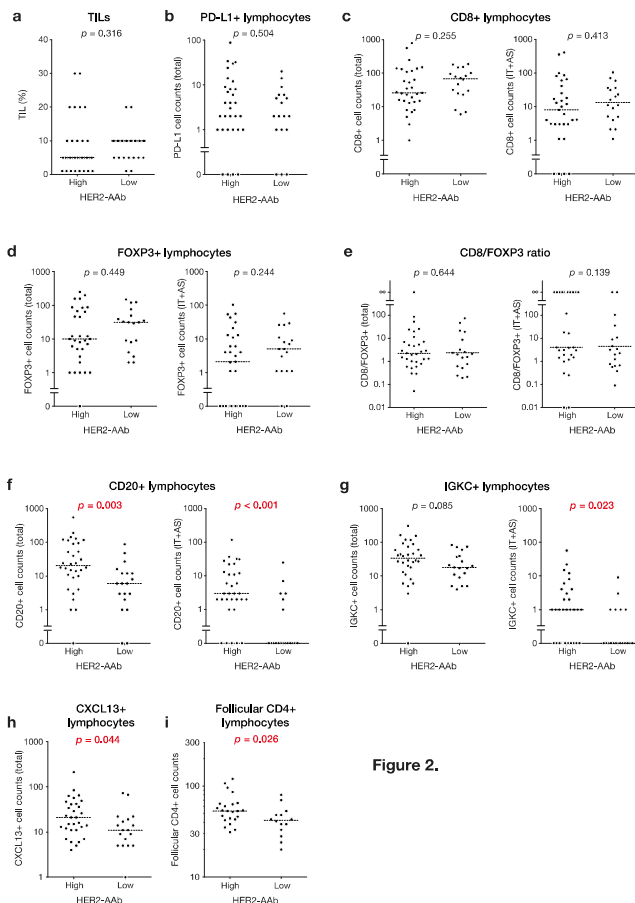 a
TILs
p = 0.316
TIL (%)
40
30
20
10
0
High
Low
HER2-AAb
b
PD-L1+ lymphocytes
p = 0.504
PD-L1 cell counts (total)
100
10
1
0
High
Low
HER2-AAb
c
CD8+ lymphocytes
p = 0.255
CD8+ cell counts (total)
1000
100
10
1
0
High
Low
HER2-AAb
p = 0.413
CD8+ cell counts (IT+AS)
1000
100
10
1
0
High
Low
HER2-AAb
d
FOXP3+ lymphocytes
p = 0.449
FOXP3+ cell counts (total)
1000
100
10
1
0
High
Low
HER2-AAb
p = 0.244
FOXP3+ cell counts (IT+AS)
1000
100
10
1
0
High
Low
HER2-AAb
e
CD8/FOXP3 ratio
p = 0.644
CD8/FOXP3+ (total)
∞
100
10
1
0.1
0.01
High
Low
HER2-AAb
p = 0.139
CD8/FOXP3+ (IT+AS)
∞
100
10
1
0.1
0.01
High
Low
HER2-AAb
f
CD20+ lymphocytes
p = 0.003
CD20+ cell counts (total)
1000
100
10
1
0
High
Low
HER2-AAb
p < 0.001
CD20+ cell counts (IT+AS)
1000
100
10
1
0
High
Low
HER2-AAb
g
IGKC+ lymphocytes
p = 0.085
IGKC+ cell counts (total)
1000
100
10
1
0
High
Low
HER2-AAb
p = 0.023
IGKC+ cell counts (IT+AS)
1000
100
10
1
0
High
Low
HER2-AAb
h
CXCL13+
lymphocytes
p = 0.044
CXCL13+ cell counts (total)
1000
100
10
1
High
Low
HER2-AAb
i
Follicular CD4+
lymphocytes
p = 0.026
Follicular CD4+ cell counts
300
100
30
10
High
Low
HER2-AAb
Figure 2.